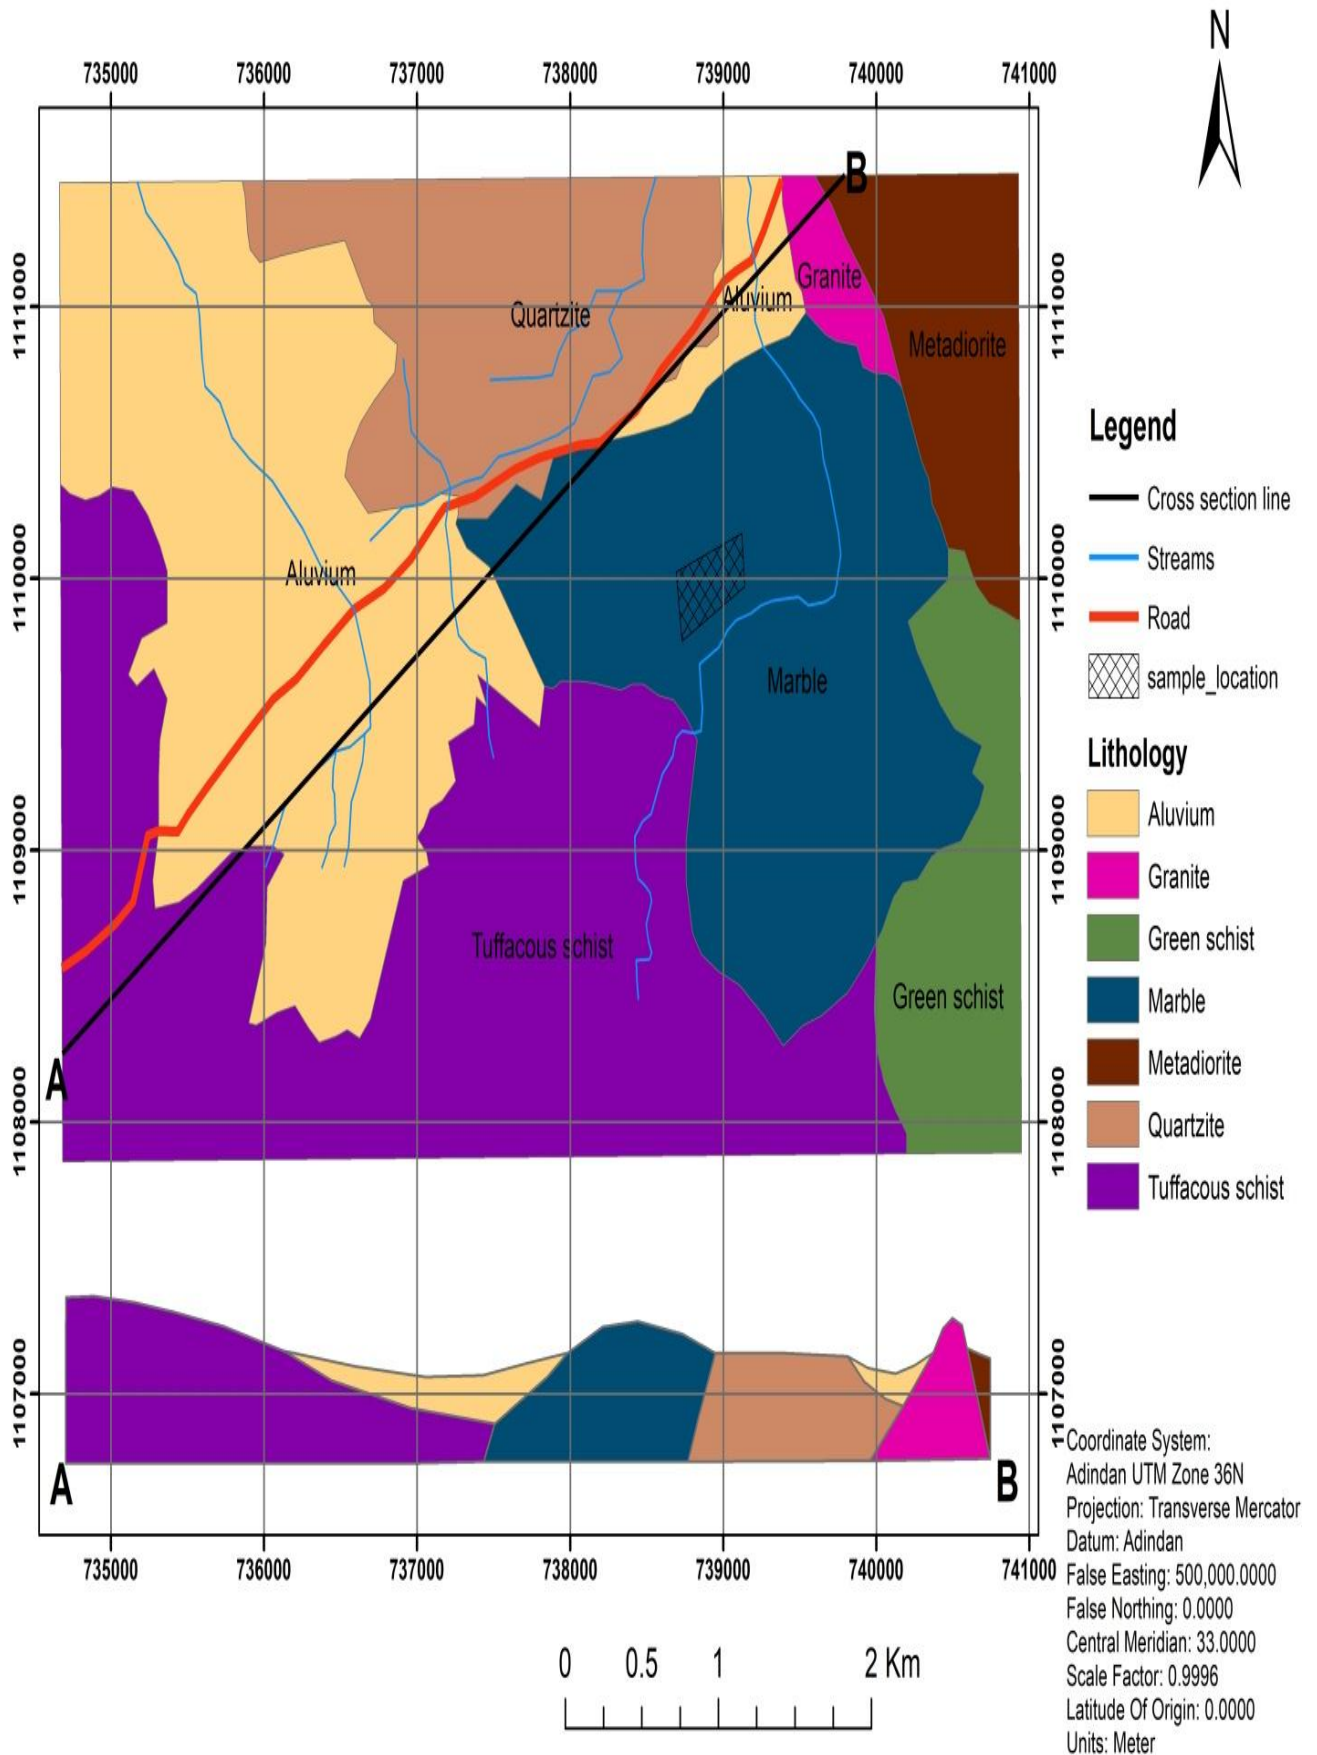 N
735000 736000 737000 738000 739000 740000 741000
B
1111000
1111000
Granite
Aluvium
Quartzite
Metadiorite
Legend
Cross section line
Streams
Road
sample_location
1110000
1110000
Aluvium
Marble
Lithology
Aluvium
Granite
Green schist
Marble
Metadiorite
Quartzite
Tuffacous schist
1109000
1109000
Tuffacous schist
Green schist
A
1108000
1108000
1107000
1107000
A
B
735000 736000 737000 738000 739000 740000 741000
0 0.5 1 2 Km
Coordinate System:
Adindan UTM Zone 36N
Projection: Transverse Mercator
Datum: Adindan
False Easting: 500,000.0000
False Northing: 0.0000
Central Meridian: 33.0000
Scale Factor: 0.9996
Latitude Of Origin: 0.0000
Units: Meter